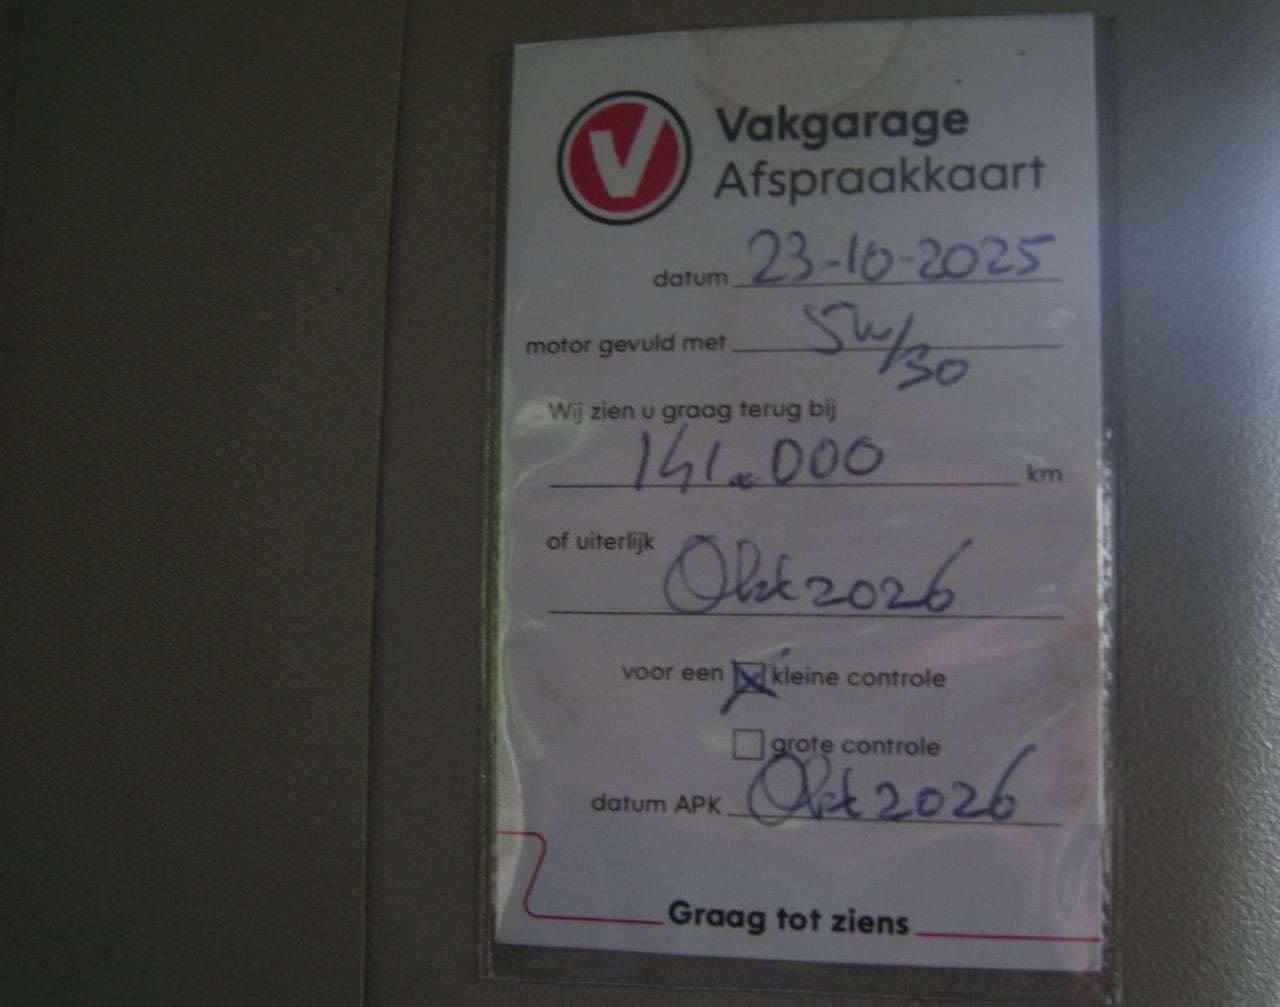 V
Vakgarage
Afspraakkaart
datum 23-10-2025
motor gevuld met 5w/30
Wij zien u graag terug bij
141.000 km
of uiterlijk Okt 2026
voor een kleine controle
grote controle
datum APK Okt 2026
Graag tot ziens